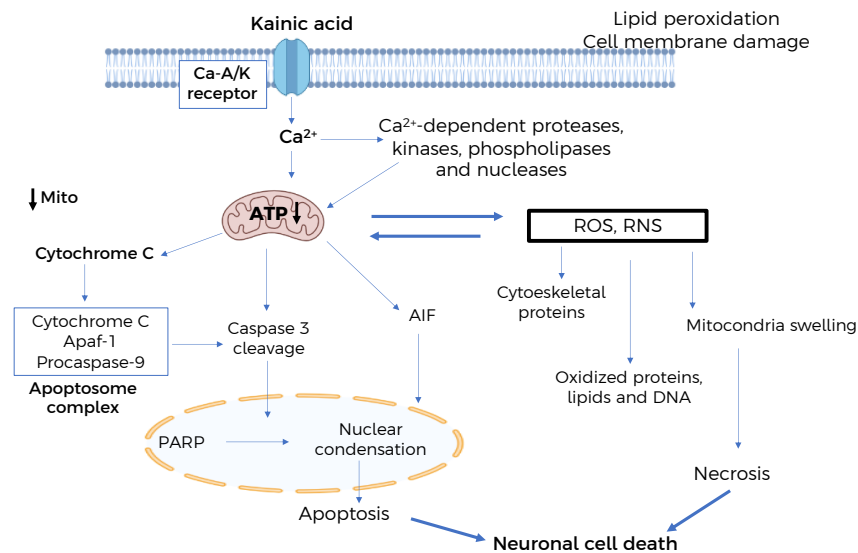 Kainic acid
Lipid peroxidation
Cell membrane damage
Ca-A/K
receptor
Ca²⁺
Ca²⁺-dependent proteases,
kinases, phospholipases
and nucleases
Mito
ATP
ROS, RNS
Cytochrome C
Cytoeskeletal
proteins
Cytochrome C
Apaf-1
Procaspase-9
Apoptosome
complex
Caspase 3
cleavage
AIF
Mitocondria swelling
Oxidized proteins,
lipids and DNA
PARP
Nuclear
condensation
Necrosis
Apoptosis
Neuronal cell death